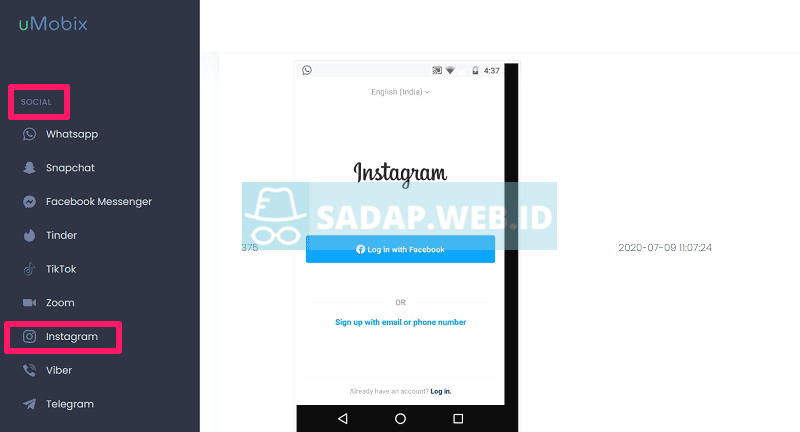 uMobix
SOCIAL
Whatsapp
Snapchat
Facebook Messenger
Tinder
TikTok
Zoom
Instagram
Viber
Telegram
4:37
English (India)
Instagram
SADAP.WEB.ID
375
Log in with Facebook
2020-07-09 11:07:24
OR
Sign up with email or phone number
Already have an account? Log in.